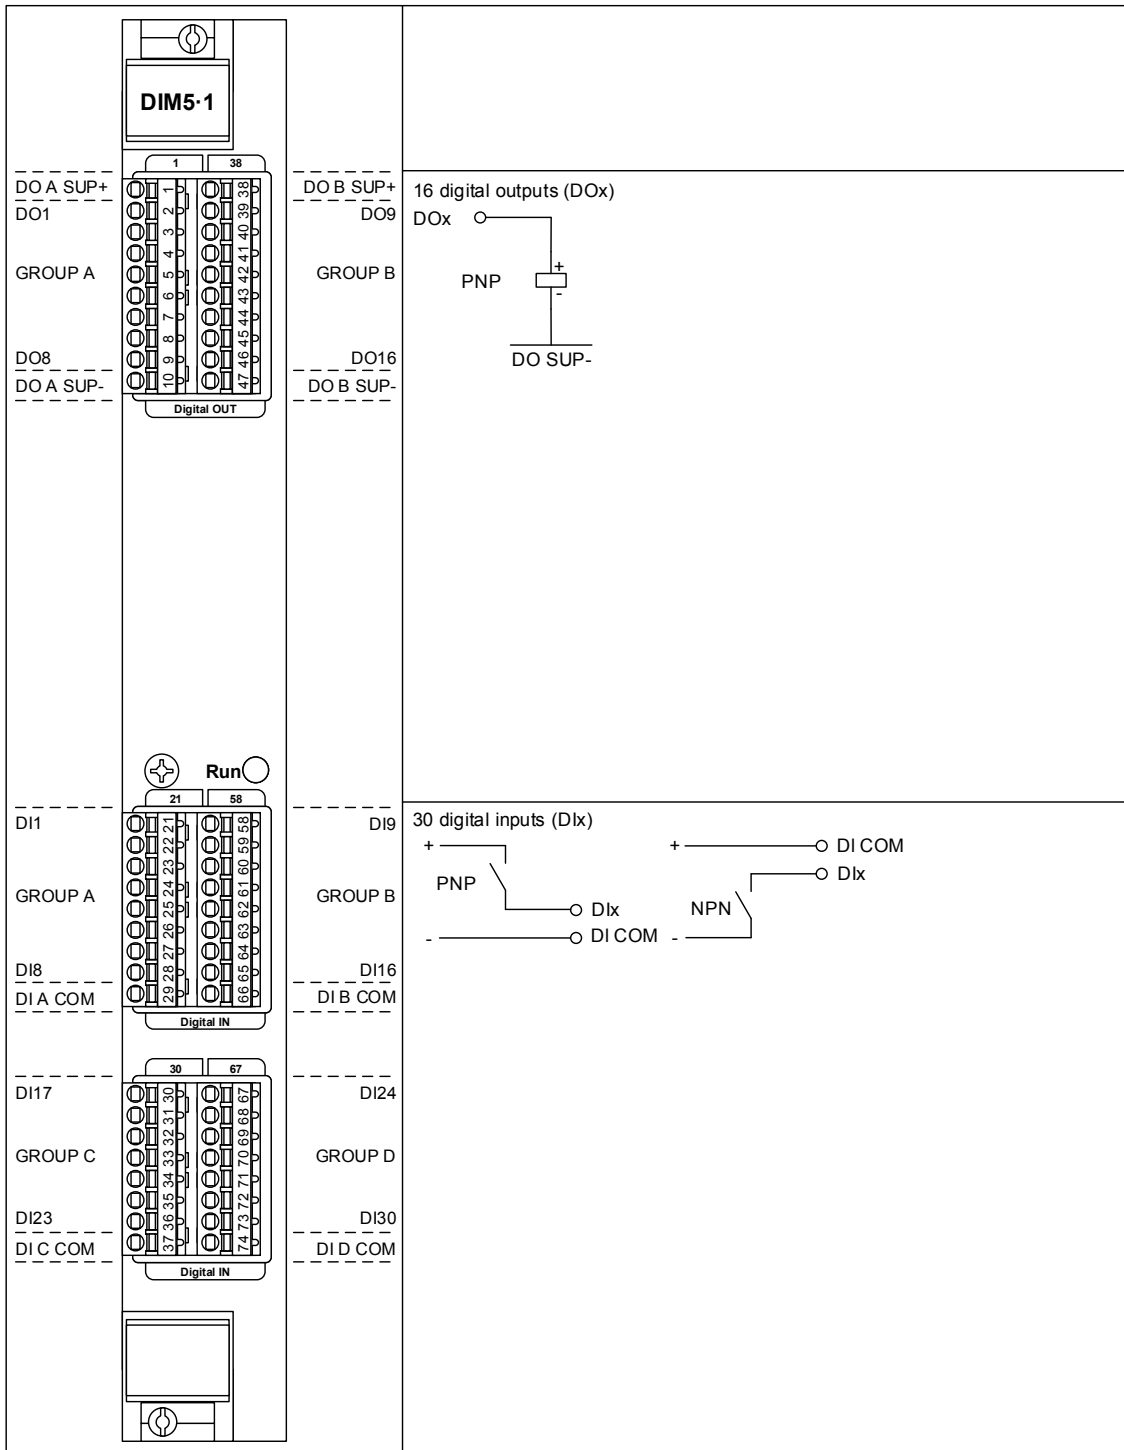 DIM5·1
1 38
DO A SUP+ 1 38 DO B SUP+
DO1 2 39 DO9
3 40
4 41
GROUP A 5 42 GROUP B
6 43
7 44
8 45
DO8 9 46 DO16
DO A SUP- 10 47 DO B SUP-
Digital OUT
16 digital outputs (DOx)
DOx
+
PNP
-
DO SUP-
Run
21 58
DI1 21 58 DI9
22 59
23 60
24 61
GROUP A 25 62 GROUP B
26 63
27 64
DI8 28 65 DI16
DI A COM 29 66 DI B COM
Digital IN
30 digital inputs (DIx)
+ + DI COM
PNP DIx
DIx NPN
- DI COM -
30 67
DI17 30 67 DI24
31 68
32 69
GROUP C 33 70 GROUP D
34 71
35 72
DI23 36 73 DI30
DI C COM 37 74 DI D COM
Digital IN